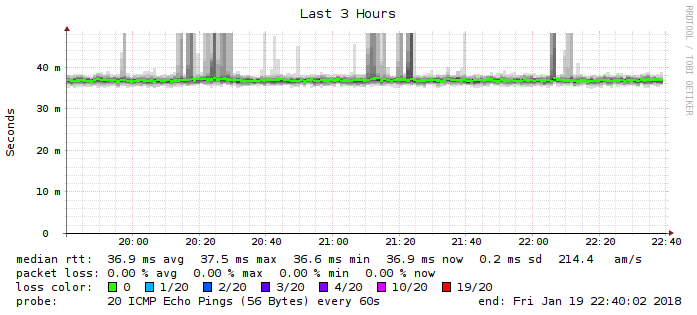 Last 3 Hours
RRDTOOL / TOBI OETIKER
Seconds
40 m
30 m
20 m
10 m
0
20:00 20:20 20:40 21:00 21:20 21:40 22:00 22:20 22:40
median rtt: 36.9 ms avg 37.5 ms max 36.6 ms min 36.9 ms now 0.2 ms sd 214.4 am/s
packet loss: 0.00 % avg 0.00 % max 0.00 % min 0.00 % now
loss color: 0 1/20 2/20 3/20 4/20 10/20 19/20
probe: 20 ICMP Echo Pings (56 Bytes) every 60s end: Fri Jan 19 22:40:02 2018